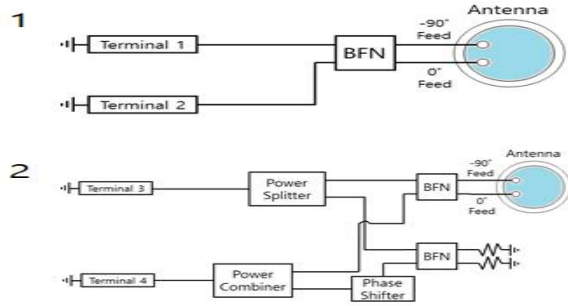 1
Antenna
-90°
Feed
Terminal 1
BFN
0°
Feed
Terminal 2
2
Antenna
-90°
Feed
Terminal 3
Power
Splitter
BFN
0°
Feed
BFN
Terminal 4
Power
Combiner
Phase
Shifter